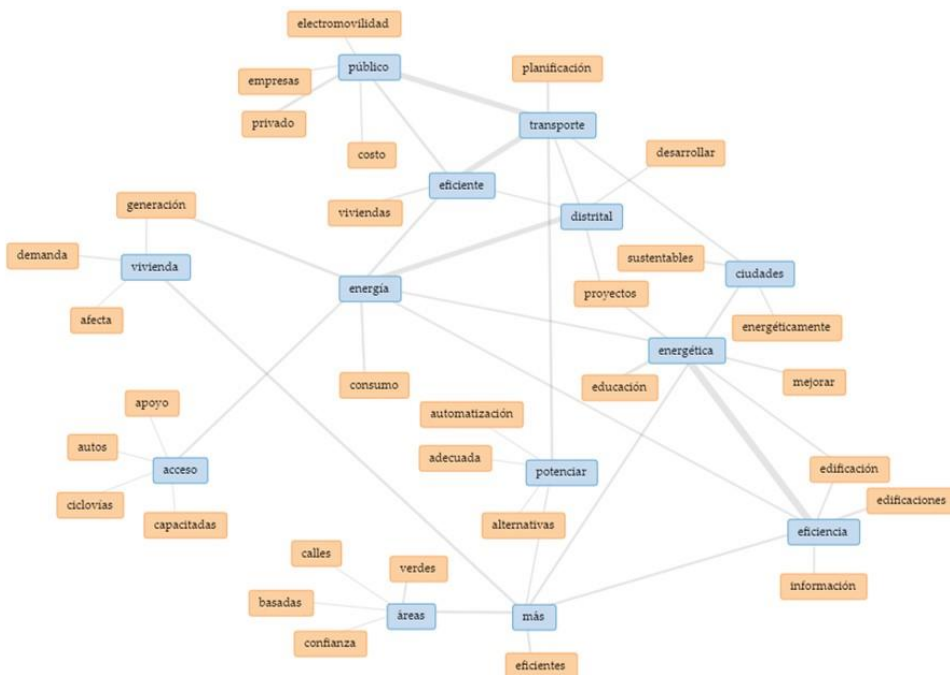 electromovilidad
público
planificación
empresas
privado
transporte
costo
desarrollar
eficiente
generación
viviendas
distrital
demanda
vivienda
sustentables
ciudades
energía
proyectos
afecta
energéticamente
energética
consumo
educación
mejorar
apoyo
automatización
autos
adecuada
acceso
potenciar
edificación
edificaciones
ciclovías
capacitadas
alternativas
eficiencia
calles
verdes
información
basadas
áreas
más
confianza
eficientes